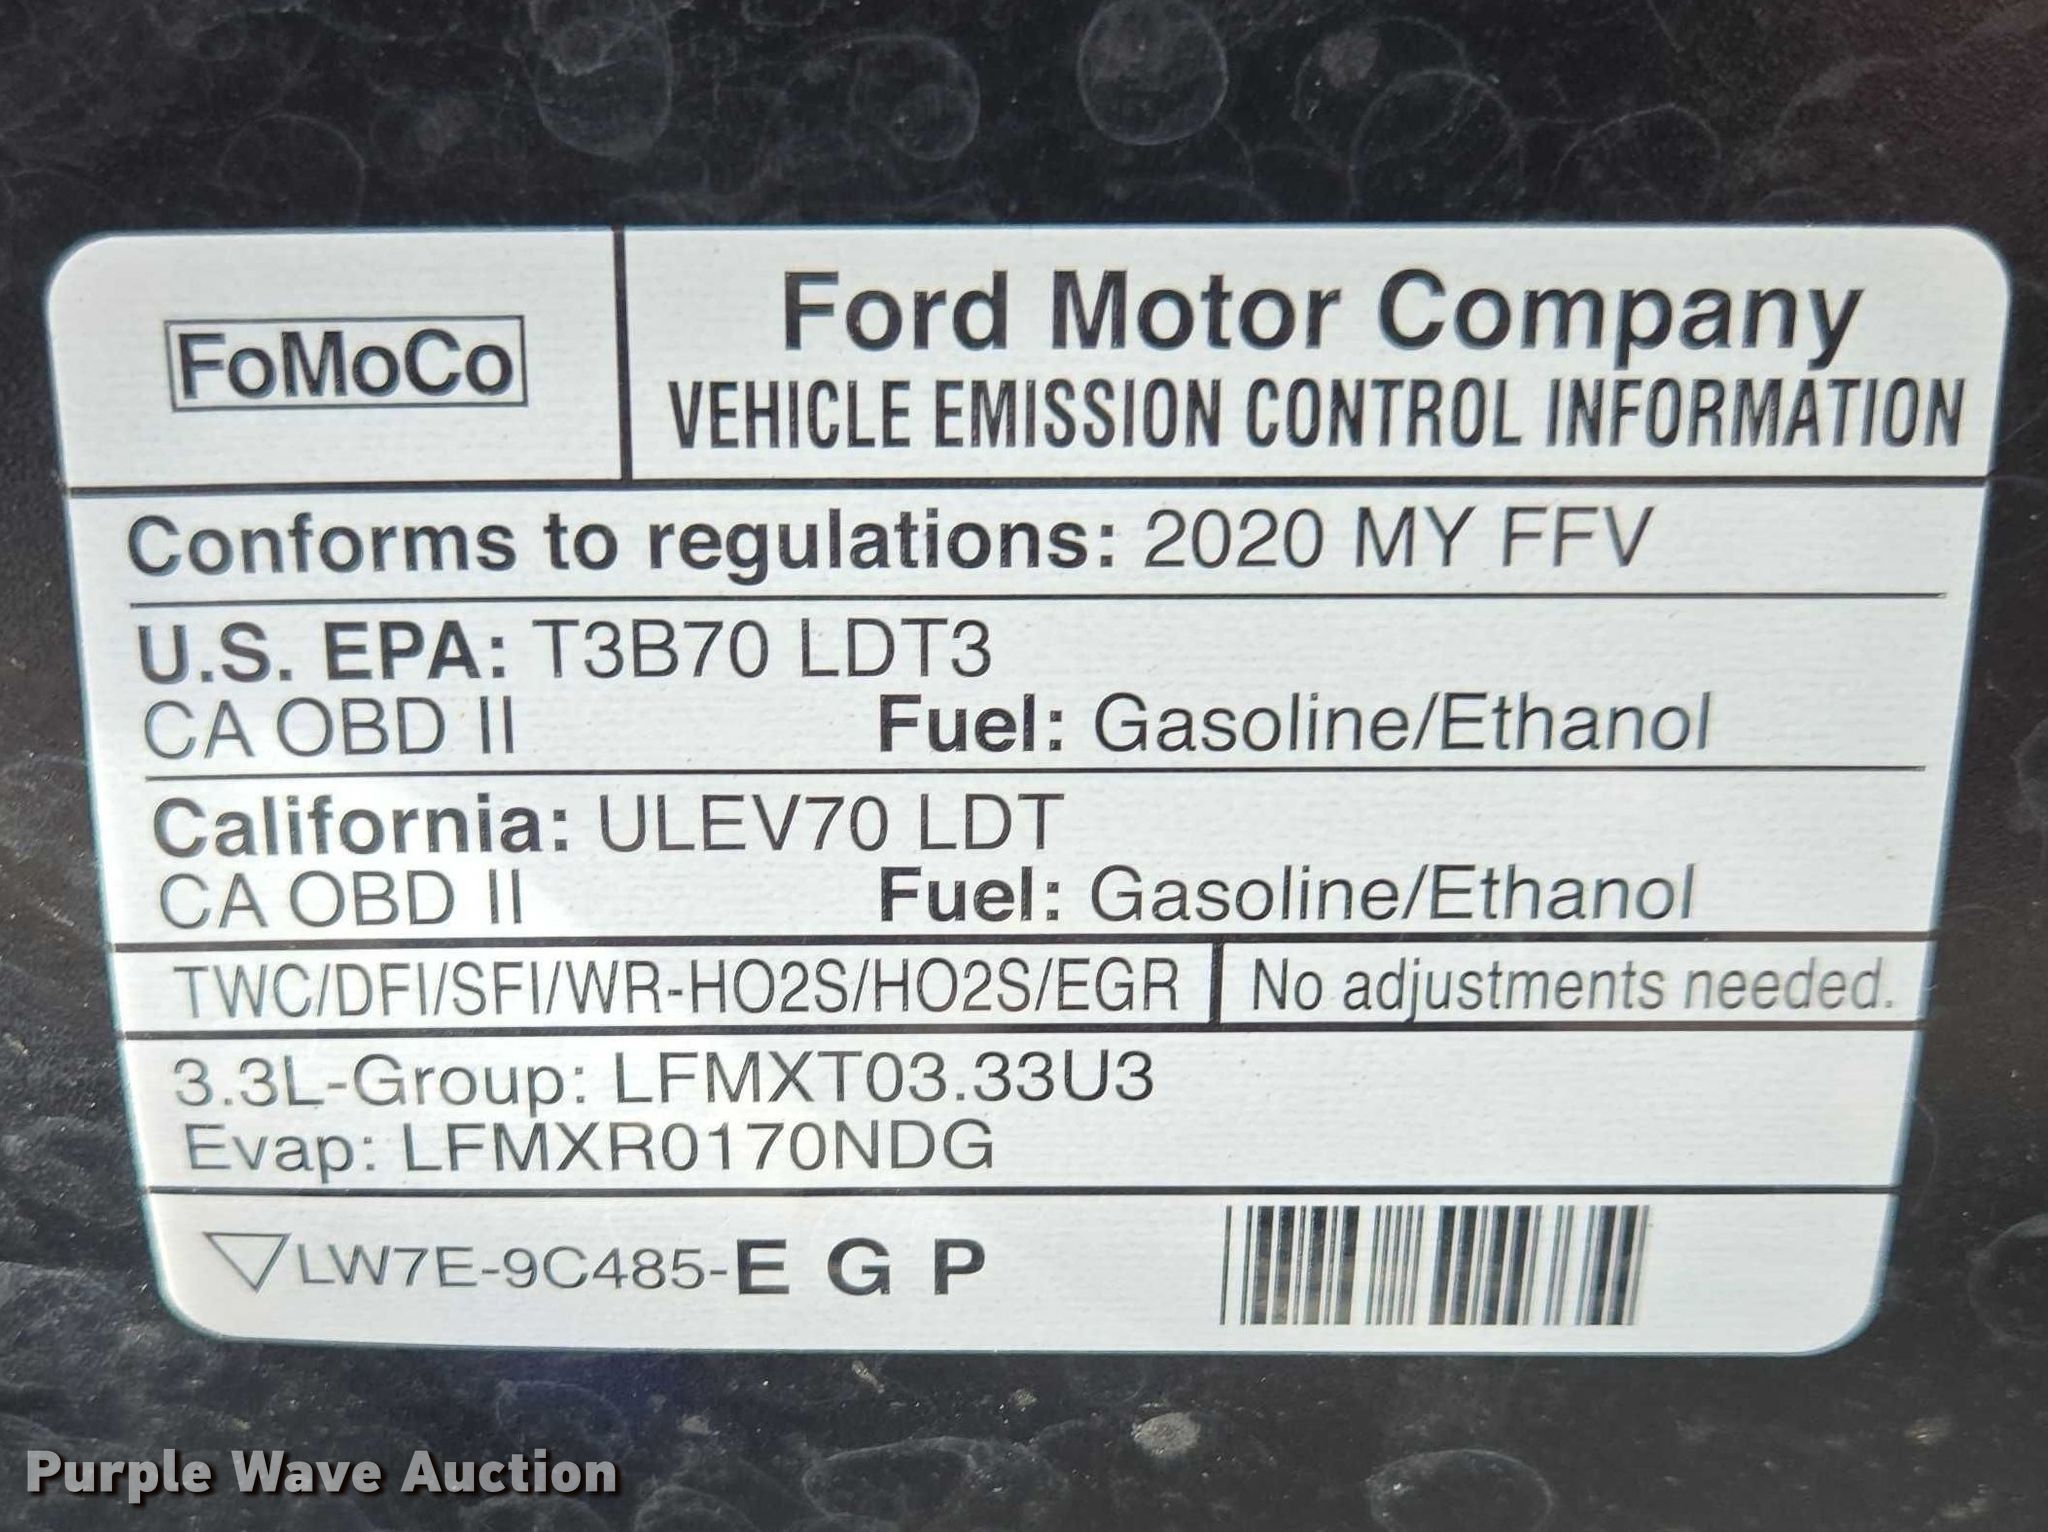 FoMoCo
Ford Motor Company
VEHICLE EMISSION CONTROL INFORMATION
Conforms to regulations: 2020 MY FFV
U.S. EPA: T3B70 LDT3
CA OBD II Fuel: Gasoline/Ethanol
California: ULEV70 LDT
CA OBD II Fuel: Gasoline/Ethanol
TWC/DFI/SFI/WR-HO2S/HO2S/EGR No adjustments needed.
3.3L-Group: LFMXT03.33U3
Evap: LFMXR0170NDG
LW7E-9C485-E G P
Purple Wave Auction